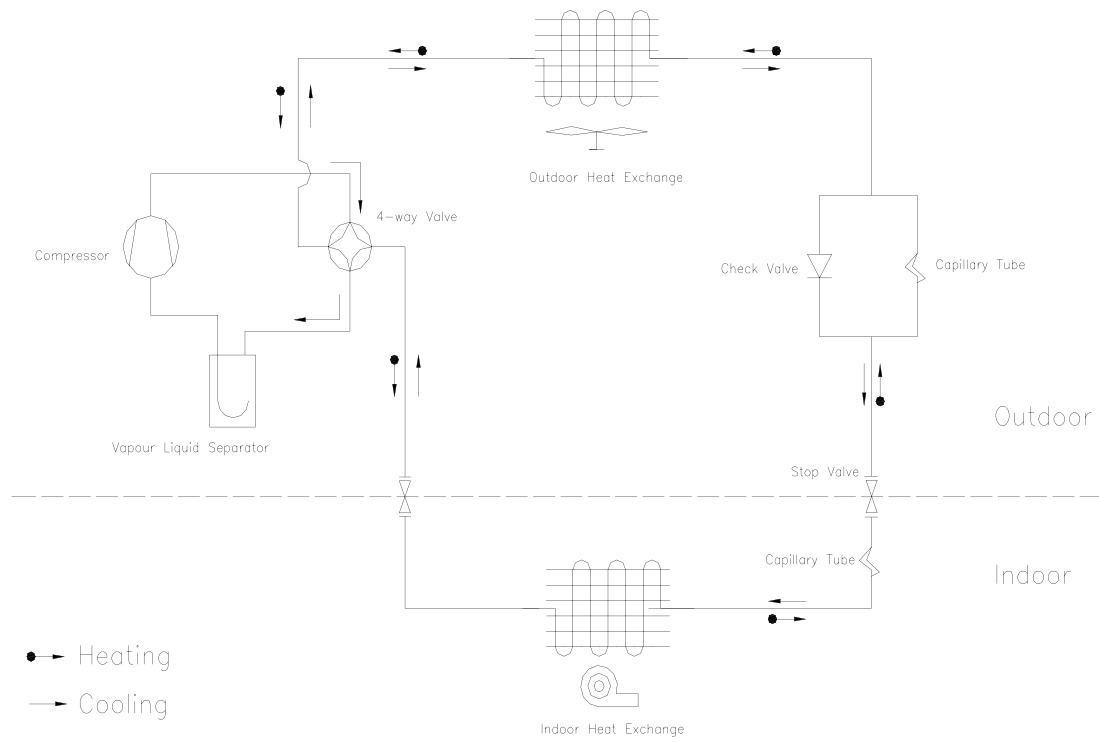 Outdoor Heat Exchange
4-way Valve
Compressor
Check Valve
Capillary Tube
Vapour Liquid Separator
Outdoor
Stop Valve
Capillary Tube
Indoor
Heating
Cooling
Indoor Heat Exchange